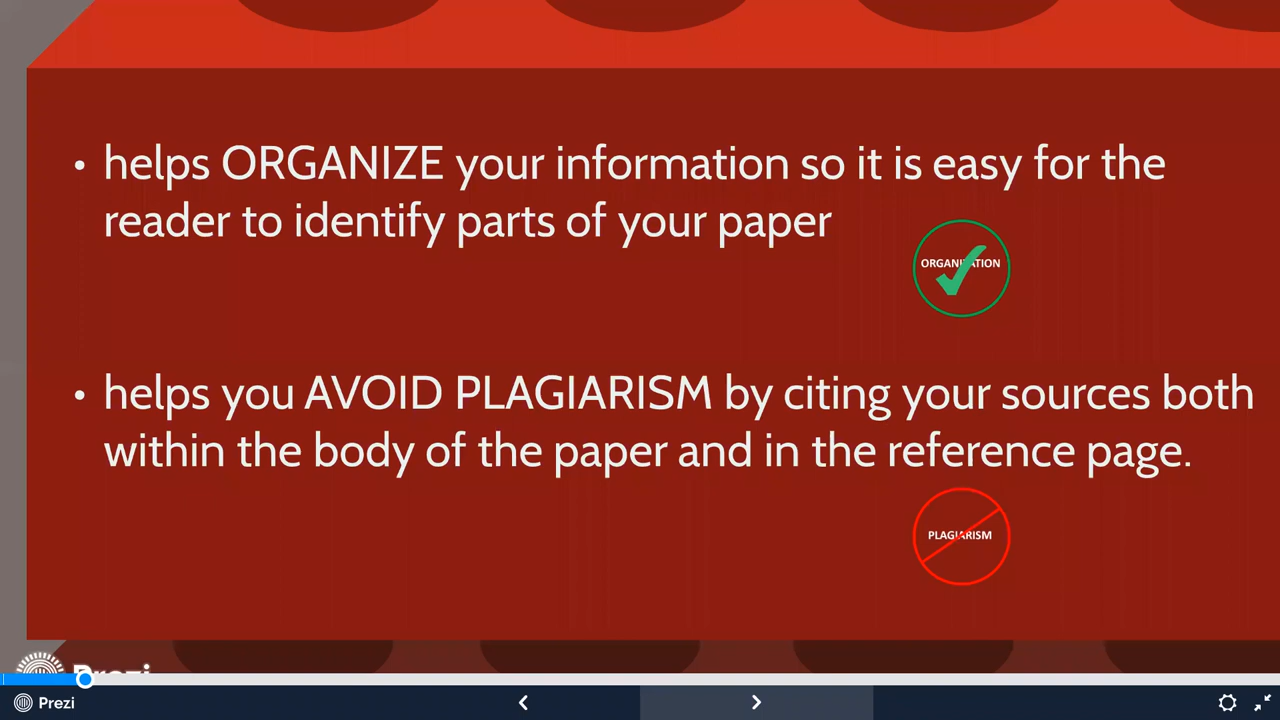 • helps ORGANIZE your information so it is easy for the
reader to identify parts of your paper
ORGANIZATION
• helps you AVOID PLAGIARISM by citing your sources both
within the body of the paper and in the reference page.
PLAGIARISM
Prezi
Prezi